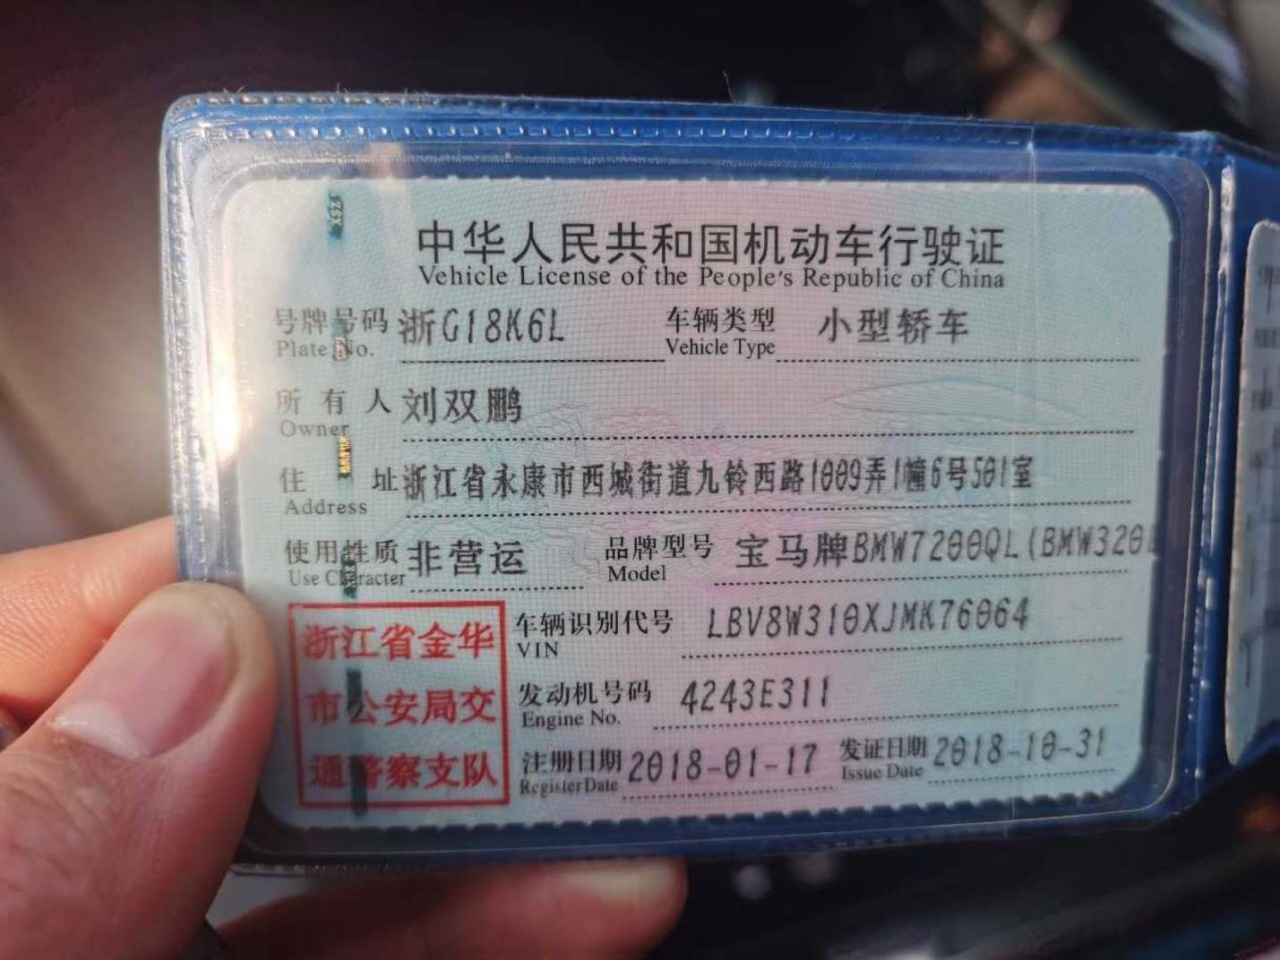 中华人民共和国机动车行驶证
Vehicle License of the People's Republic of China
号牌号码 浙G18K6L 车辆类型 小型轿车
Plate No. Vehicle Type
所有人 刘双鹏
Owner
住址 浙江省永康市西城街道九铃西路1009弄1幢6号501室
Address
使用性质 非营运 品牌型号 宝马牌BMW7200QL(BMW320
Use Character Model
车辆识别代号 LBV8W310XJMK76064
VIN
发动机号码 4243E311
Engine No.
注册日期 2018-01-17 发证日期 2018-10-31
Register Date Issue Date
浙江省金华
市公安局交
通警察支队